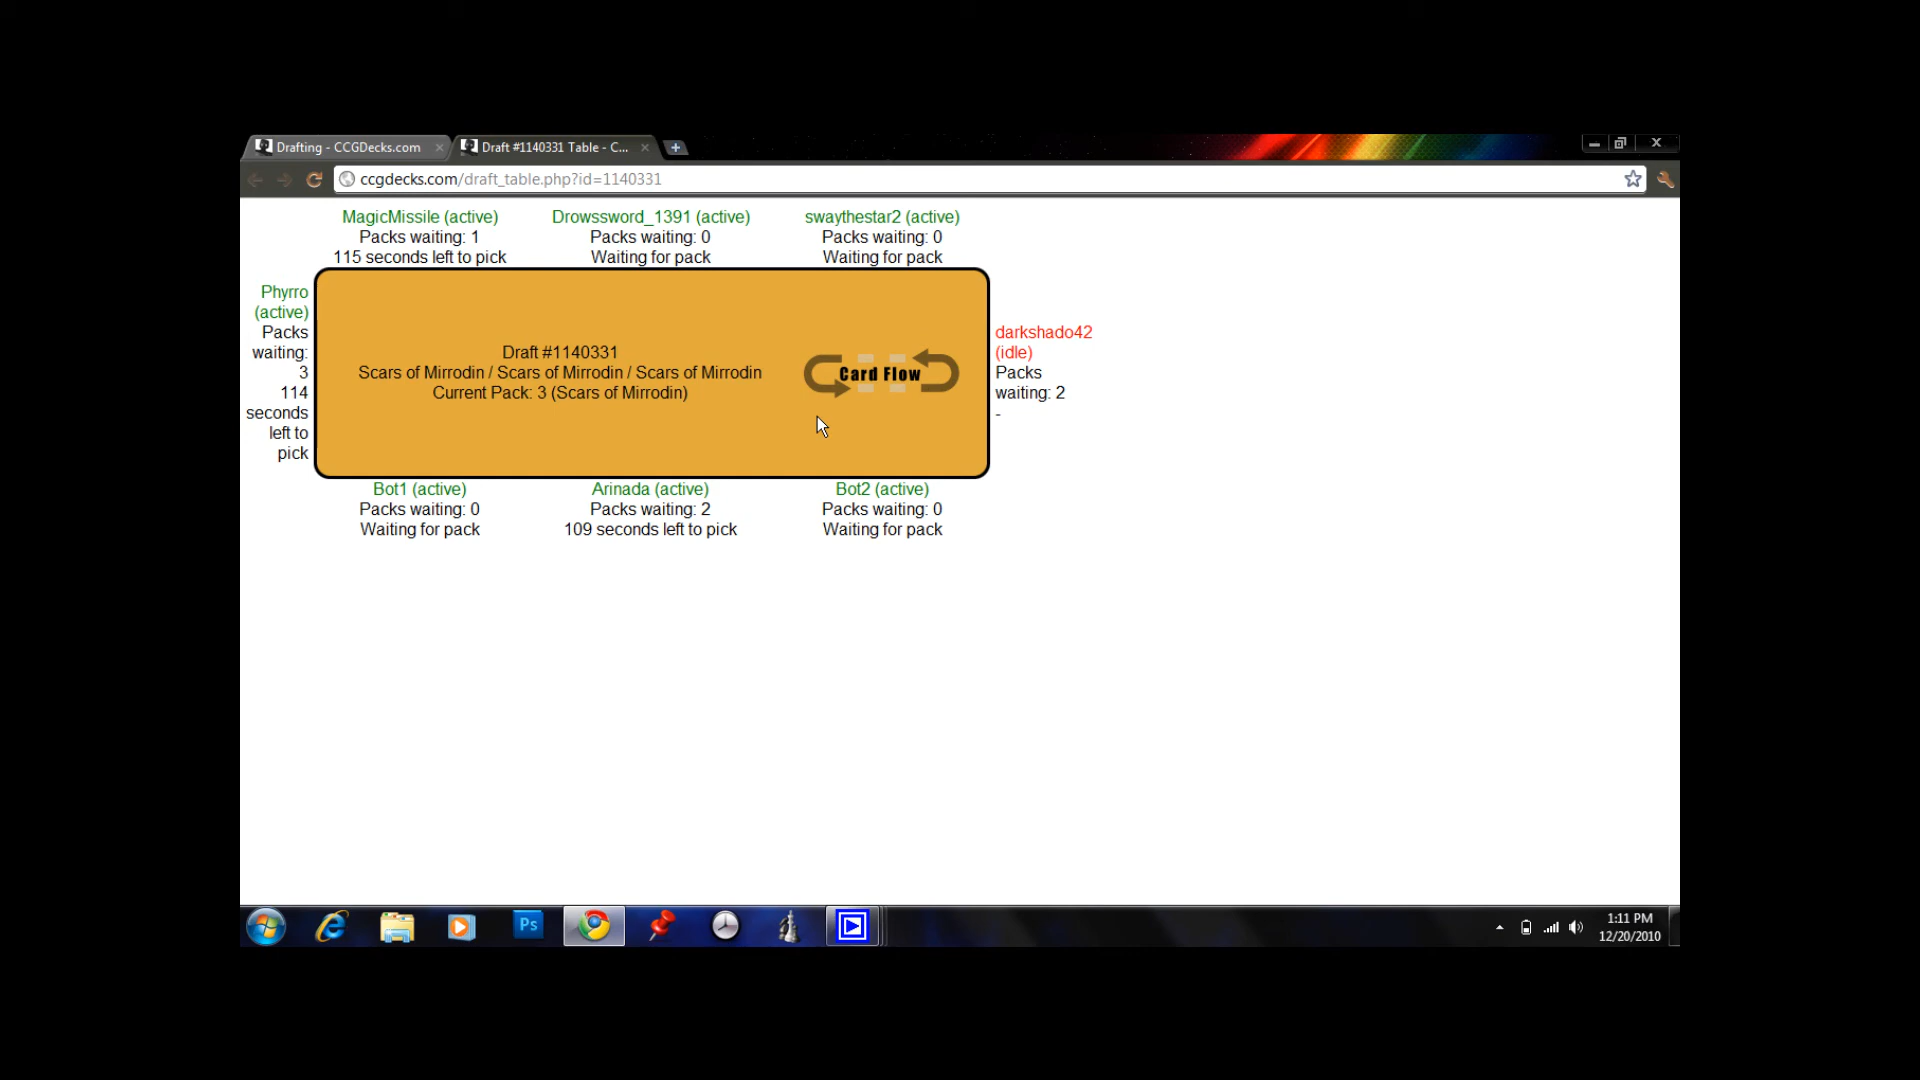 Drafting - CCGDecks.com
Draft #1140331 Table - C...
ccgdecks.com/draft_table.php?id=1140331
MagicMissile (active)
Packs waiting: 1
115 seconds left to pick
Drowssword_1391 (active)
Packs waiting: 0
Waiting for pack
swaythestar2 (active)
Packs waiting: 0
Waiting for pack
Phyrro
(active)
Packs
waiting:
3
114
seconds
left to
pick
Draft #1140331
Scars of Mirrodin / Scars of Mirrodin / Scars of Mirrodin
Current Pack: 3 (Scars of Mirrodin)
Card Flow
darkshado42
(idle)
Packs
waiting: 2
-
Bot1 (active)
Packs waiting: 0
Waiting for pack
Arinada (active)
Packs waiting: 2
109 seconds left to pick
Bot2 (active)
Packs waiting: 0
Waiting for pack
Ps
1:11 PM
12/20/2010